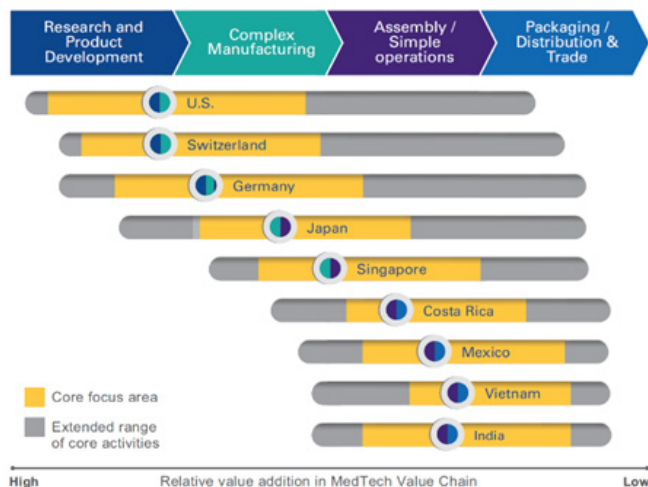 Research and
Product
Development
Complex
Manufacturing
Assembly /
Simple
operations
Packaging /
Distribution &
Trade
U.S.
Switzerland
Germany
Japan
Singapore
Costa Rica
Mexico
Vietnam
India
Core focus area
Extended range
of core activities
High
Relative value addition in MedTech Value Chain
Low